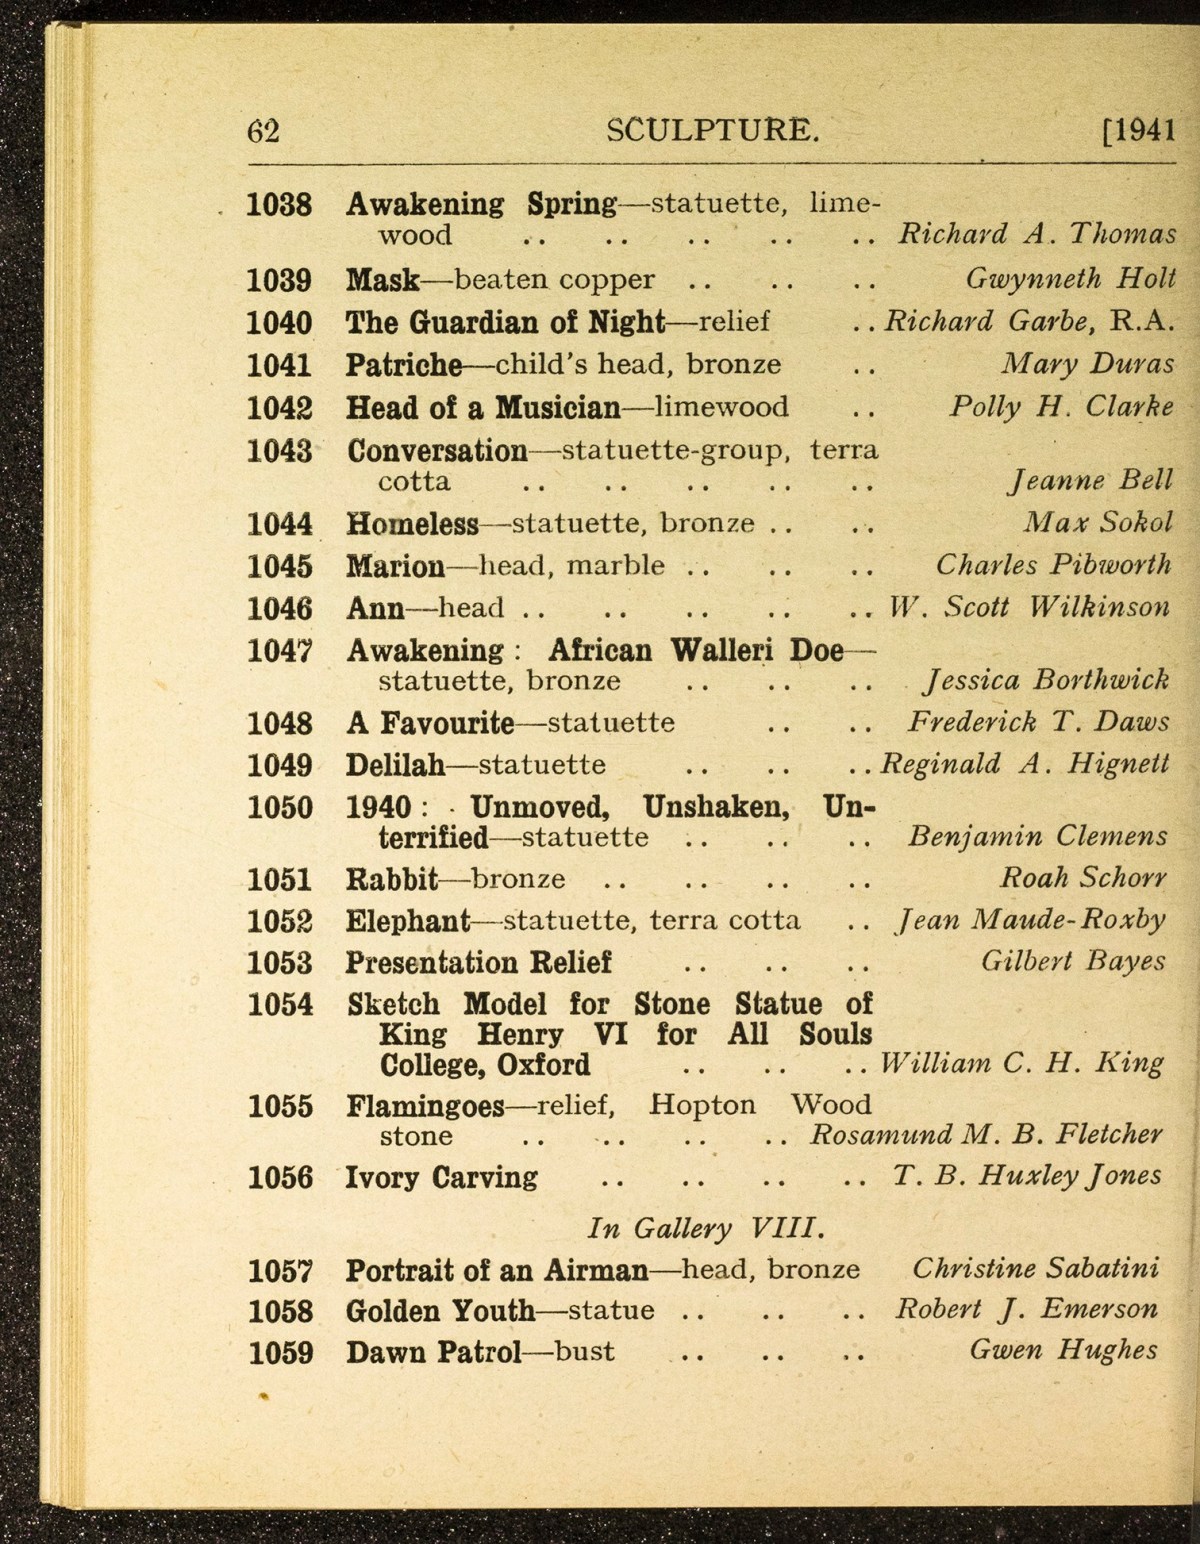 62 SCULPTURE. [1941
1038 Awakening Spring—statuette, lime-
wood .. .. .. .. .. Richard A. Thomas
1039 Mask—beaten copper .. .. .. Gwynneth Holt
1040 The Guardian of Night—relief .. Richard Garbe, R.A.
1041 Patriche—child's head, bronze .. Mary Duras
1042 Head of a Musician—limewood .. Polly H. Clarke
1043 Conversation—statuette-group, terra
cotta .. .. .. .. .. Jeanne Bell
1044 Homeless—statuette, bronze .. .. Max Sokol
1045 Marion—head, marble .. .. .. Charles Pibworth
1046 Ann—head .. .. .. .. .. W. Scott Wilkinson
1047 Awakening : African Walleri Doe—
statuette, bronze .. .. .. Jessica Borthwick
1048 A Favourite—statuette .. .. Frederick T. Daws
1049 Delilah—statuette .. .. .. Reginald A. Hignett
1050 1940 : Unmoved, Unshaken, Un-
terrified—statuette .. .. .. Benjamin Clemens
1051 Rabbit—bronze .. .. .. .. Roah Schorr
1052 Elephant—statuette, terra cotta .. Jean Maude-Roxby
1053 Presentation Relief .. .. .. Gilbert Bayes
1054 Sketch Model for Stone Statue of
King Henry VI for All Souls
College, Oxford .. .. .. William C. H. King
1055 Flamingoes—relief, Hopton Wood
stone .. .. .. .. Rosamund M. B. Fletcher
1056 Ivory Carving .. .. .. .. T. B. Huxley Jones
In Gallery VIII.
1057 Portrait of an Airman—head, bronze Christine Sabatini
1058 Golden Youth—statue .. .. .. Robert J. Emerson
1059 Dawn Patrol—bust .. .. .. Gwen Hughes